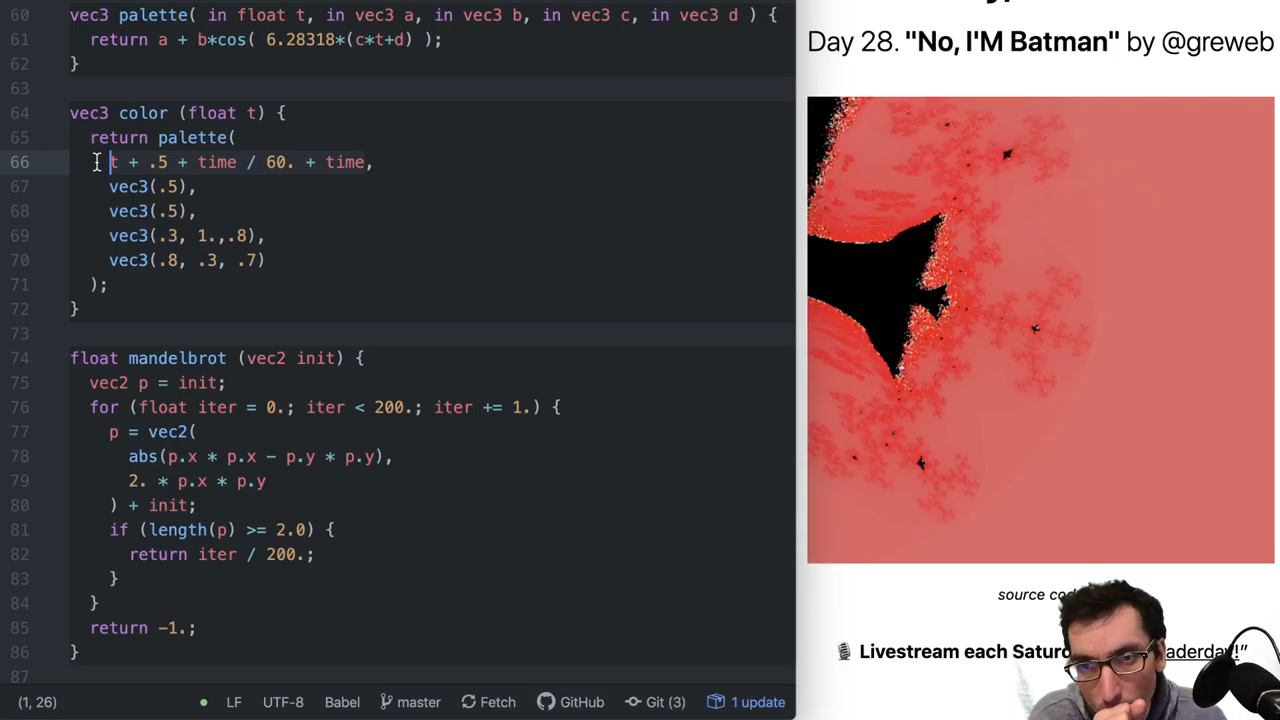 60 vec3 palette( in float t, in vec3 a, in vec3 b, in vec3 c, in vec3 d ) {
61 return a + b*cos( 6.28318*(c*t+d) );
62 }
63
64 vec3 color (float t) {
65 return palette(
66 t + .5 + time / 60. + time,
67 vec3(.5),
68 vec3(.5),
69 vec3(.3, 1.,.8),
70 vec3(.8, .3, .7)
71 );
72 }
73
74 float mandelbrot (vec2 init) {
75 vec2 p = init;
76 for (float iter = 0.; iter < 200.; iter += 1.) {
77 p = vec2(
78 abs(p.x * p.x - p.y * p.y),
79 2. * p.x * p.y
80 ) + init;
81 if (length(p) >= 2.0) {
82 return iter / 200.;
83 }
84 }
85 return -1.;
86 }
87
(1, 26) LF UTF-8 Babel master Fetch GitHub Git (3) 1 update
Day 28. "No, I'M Batman" by @greweb
source
🎙 Livestream each